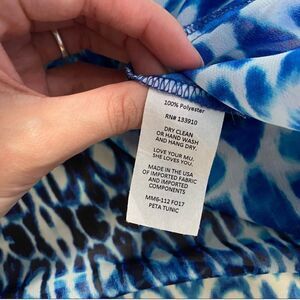 100% Polyester
RN# 133910
DRY CLEAN
OR HAND WASH
AND HANG DRY.
LOVE YOUR MU.
SHE LOVES YOU.
MADE IN THE USA
OF IMPORTED FABRIC
AND IMPORTED
COMPONENTS
MM6-112 FO17
PETA TUNIC